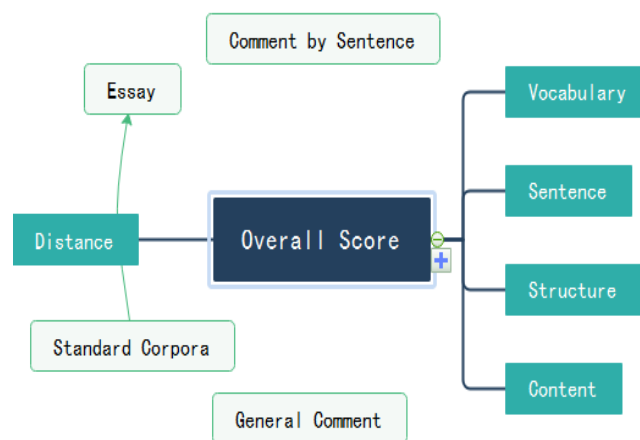 Comment by Sentence
Essay
Vocabulary
Sentence
Distance
Overall Score
Structure
Standard Corpora
Content
General Comment